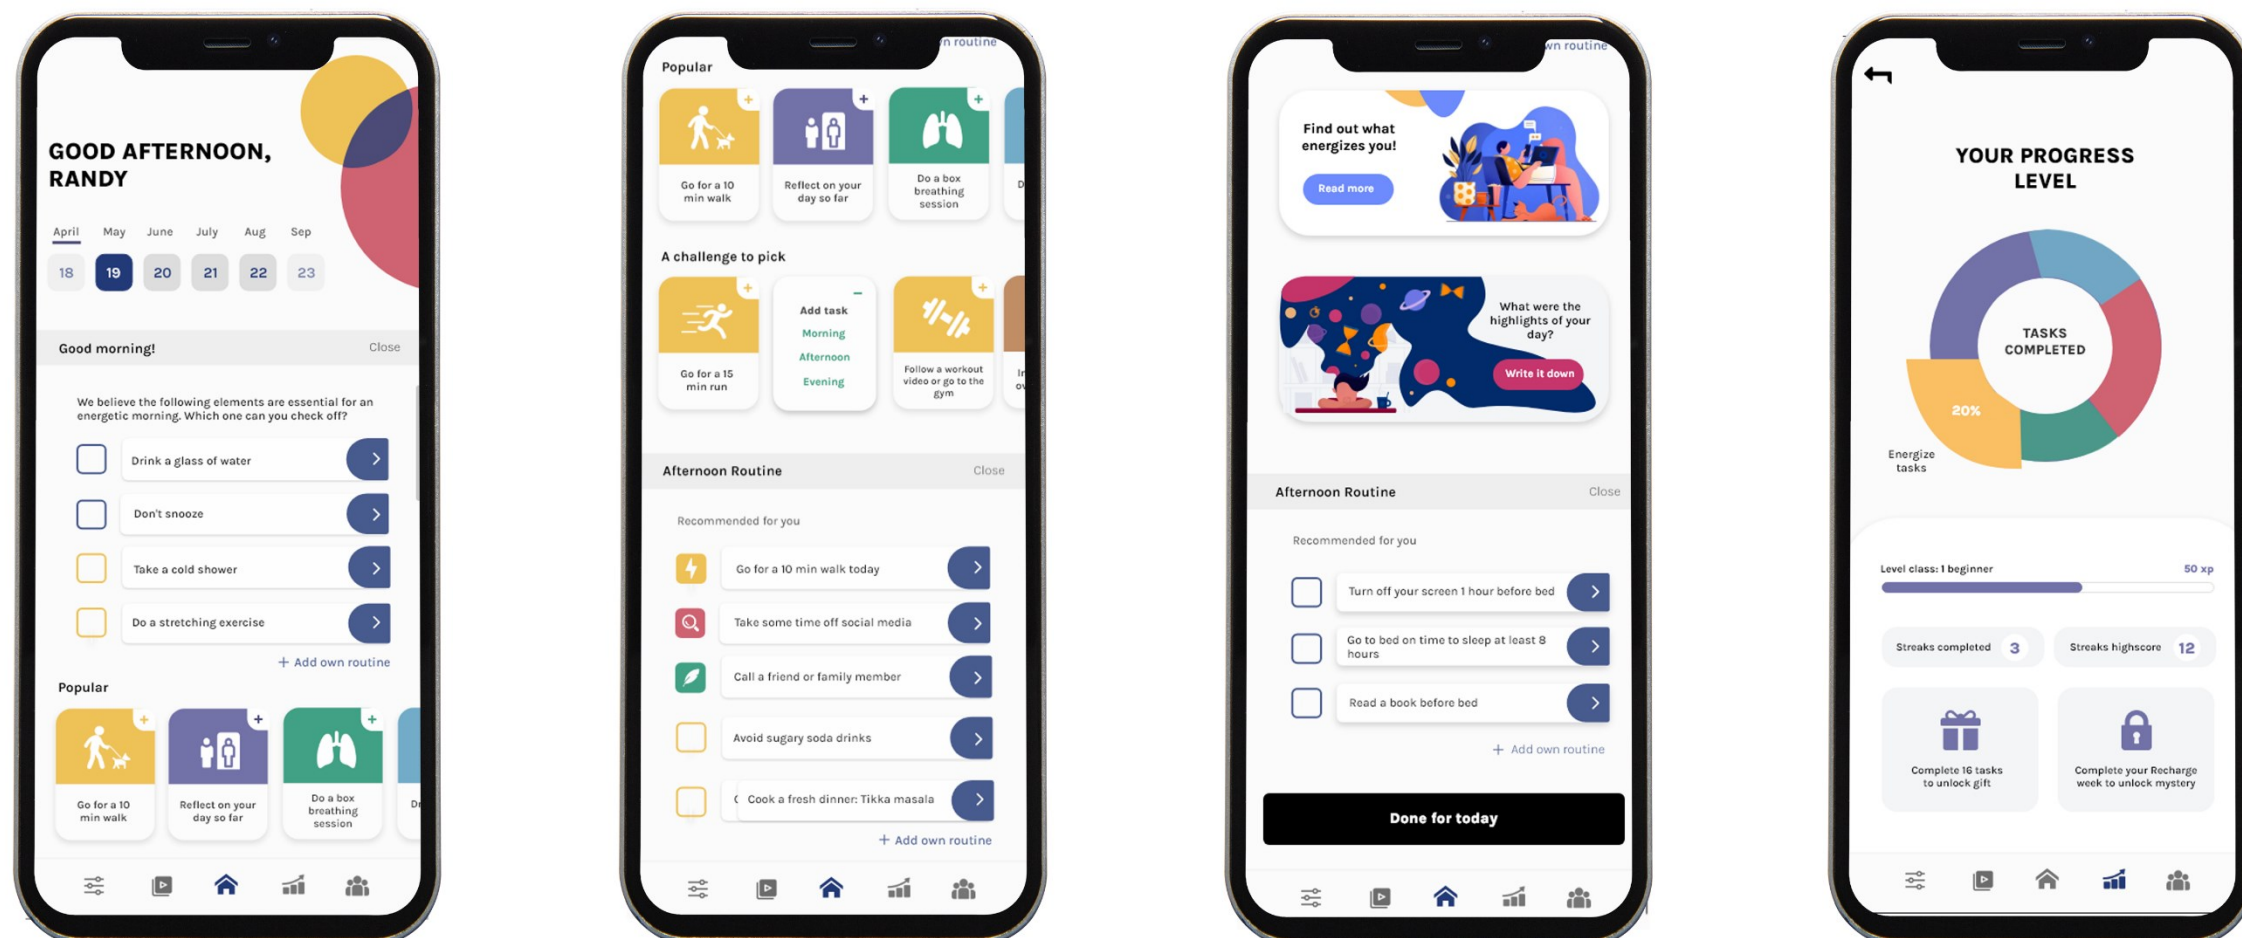 GOOD AFTERNOON,
RANDY
April May June July Aug Sep
18 19 20 21 22 23
Good morning! Close
We believe the following elements are essential for an
energetic morning. Which one can you check off?
Drink a glass of water
Don't snooze
Take a cold shower
Do a stretching exercise
+ Add own routine
Popular
Go for a 10
min walk
Reflect on your
day so far
Do a box
breathing
session
n routine
Popular
Go for a 10
min walk
Reflect on your
day so far
Do a box
breathing
session
A challenge to pick
Go for a 15
min run
Add task
Morning
Afternoon
Evening
Follow a workout
video or go to the
gym
Afternoon Routine Close
Recommended for you
Go for a 10 min walk today
Take some time off social media
Call a friend or family member
Avoid sugary soda drinks
Cook a fresh dinner: Tikka masala
+ Add own routine
wn routine
Find out what
energizes you!
Read more
What were the
highlights of your
day?
Write it down
Afternoon Routine Close
Recommended for you
Turn off your screen 1 hour before bed
Go to bed on time to sleep at least 8
hours
Read a book before bed
+ Add own routine
Done for today
YOUR PROGRESS
LEVEL
TASKS
COMPLETED
20%
Energize
tasks
Level class: 1 beginner 50 xp
Streaks completed 3
Streaks highscore 12
Complete 16 tasks
to unlock gift
Complete your Recharge
week to unlock mystery